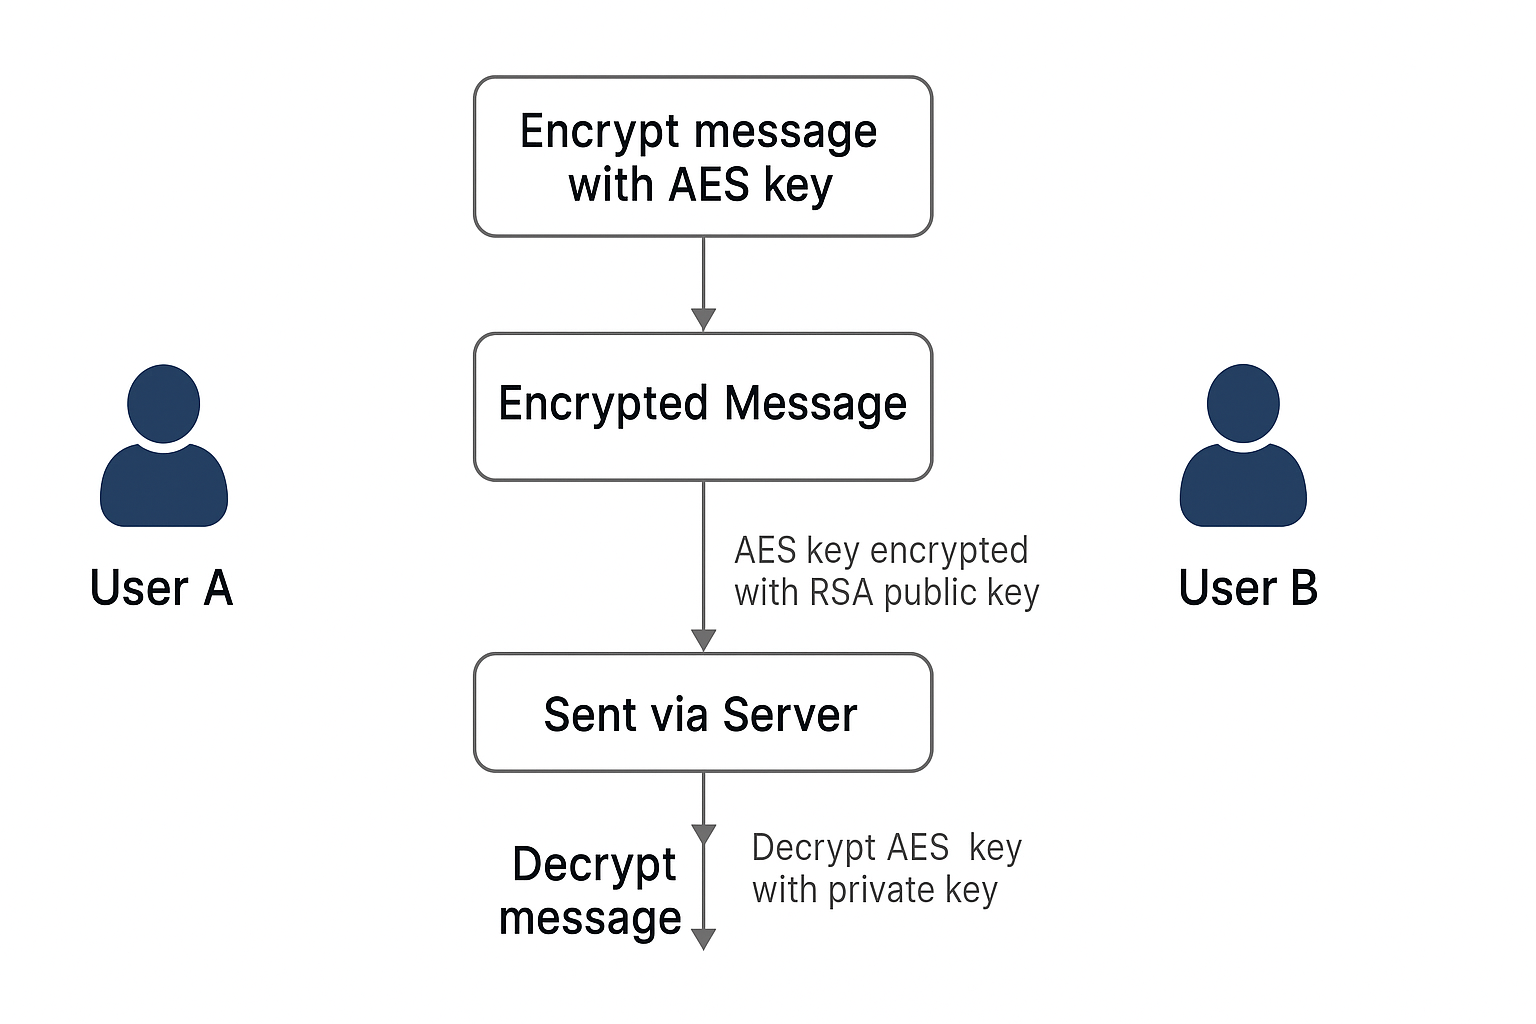 Encrypt message
with AES key
Encrypted Message
User A
AES key encrypted
with RSA public key
User B
Sent via Server
Decrypt
message
Decrypt AES key
with private key